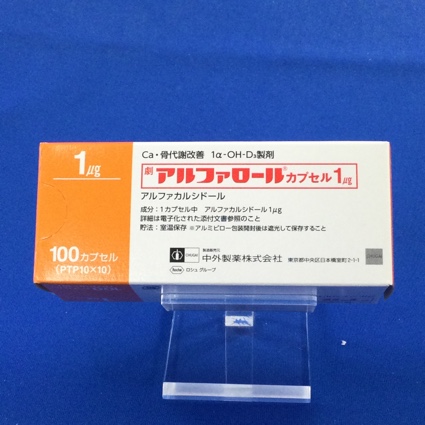 1μg
100カプセル
(PTP10×10)
Ca・骨代謝改善 1α-OH-D₃製剤
劇 アルファロール®カプセル1μg
アルファカルシドール
成分：1カプセル中 アルファカルシドール1μg
詳細は電子化された添付文書参照のこと
貯法：室温保存 ※アルミピロー包装開封後は遮光して保存すること
製造販売元
CHUGAI 中外製薬株式会社 東京都中央区日本橋室町2-1-1
Roche ロシュ グループ